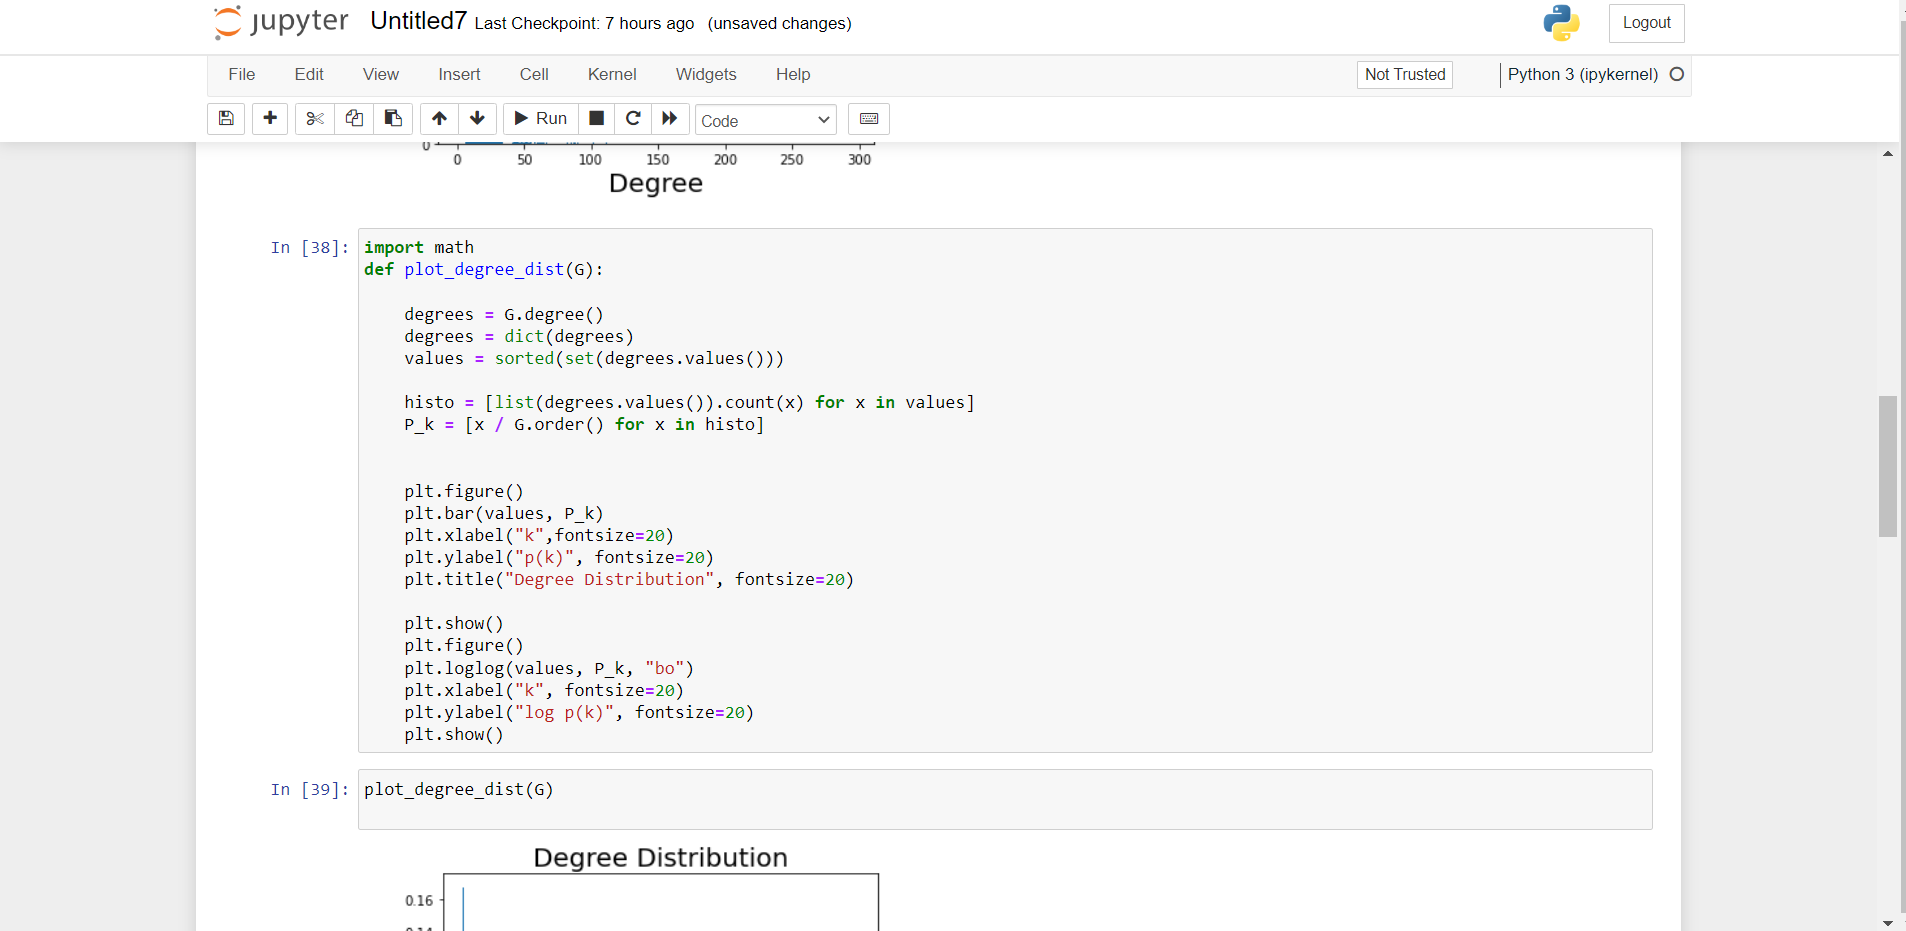 jupyter Untitled7 Last Checkpoint: 7 hours ago (unsaved changes) Logout
File Edit View Insert Cell Kernel Widgets Help Not Trusted Python 3 (ipykernel)
Run Code
0
0 50 100 150 200 250 300
Degree
In [38]: import math
def plot_degree_dist(G):
degrees = G.degree()
degrees = dict(degrees)
values = sorted(set(degrees.values()))
histo = [list(degrees.values()).count(x) for x in values]
P_k = [x / G.order() for x in histo]
plt.figure()
plt.bar(values, P_k)
plt.xlabel("k",fontsize=20)
plt.ylabel("p(k)", fontsize=20)
plt.title("Degree Distribution", fontsize=20)
plt.show()
plt.figure()
plt.loglog(values, P_k, "bo")
plt.xlabel("k", fontsize=20)
plt.ylabel("log p(k)", fontsize=20)
plt.show()
In [39]: plot_degree_dist(G)
Degree Distribution
0.16